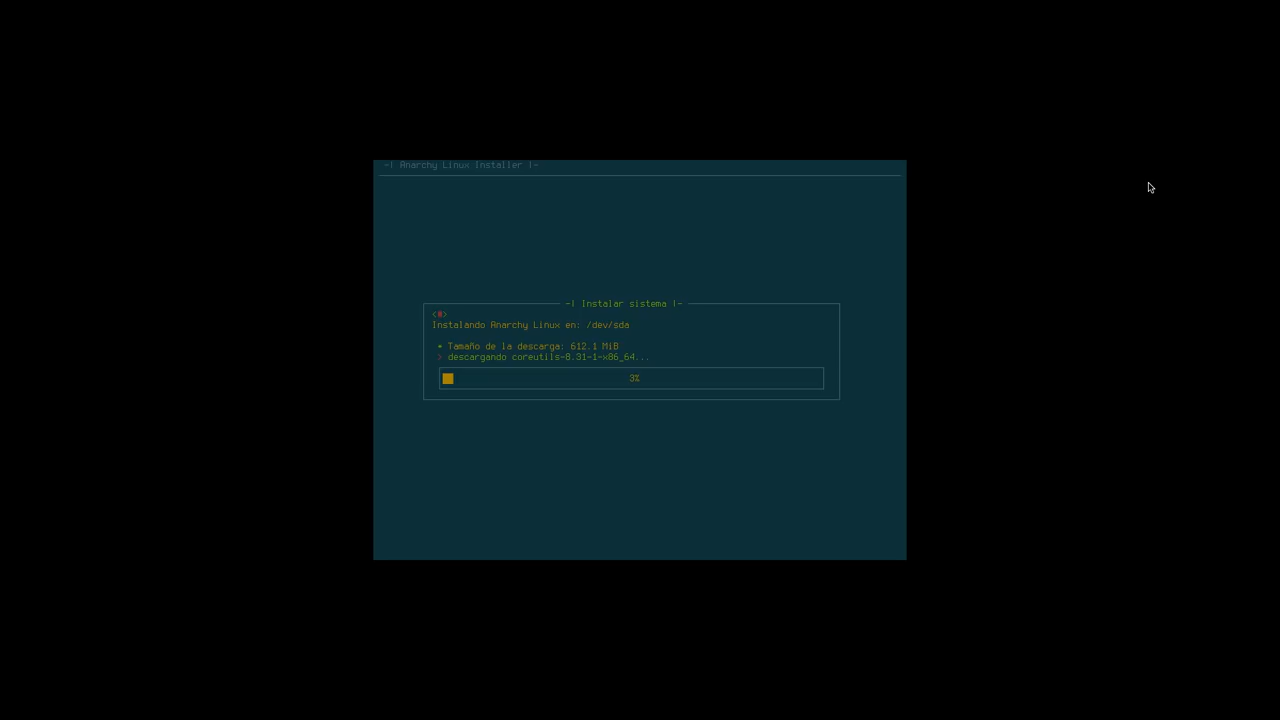 -| Anarchy Linux Installer |-
-| Instalar sistema |-
Instalando Anarchy Linux en: /dev/sda
• Tamaño de la descarga: 612.1 MiB
> descargando coreutils-8.31-1-x86_64...
3%